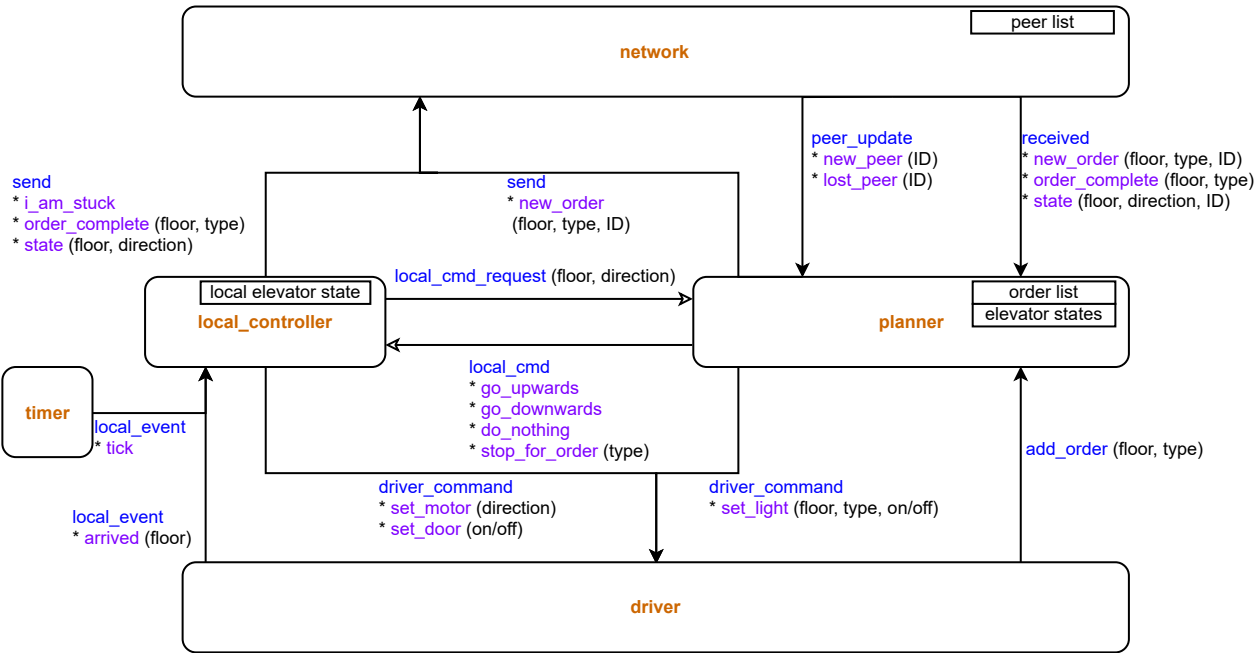 peer list
network
peer_update
* new_peer (ID)
* lost_peer (ID)
received
* new_order (floor, type, ID)
* order_complete (floor, type)
* state (floor, direction, ID)
send
* i_am_stuck
* order_complete (floor, type)
* state (floor, direction)
send
* new_order
(floor, type, ID)
local_cmd_request (floor, direction)
local elevator state
local_controller
order list
elevator states
planner
local_cmd
* go_upwards
* go_downwards
* do_nothing
* stop_for_order (type)
timer
local_event
* tick
add_order (floor, type)
driver_command
* set_motor (direction)
* set_door (on/off)
driver_command
* set_light (floor, type, on/off)
local_event
* arrived (floor)
driver